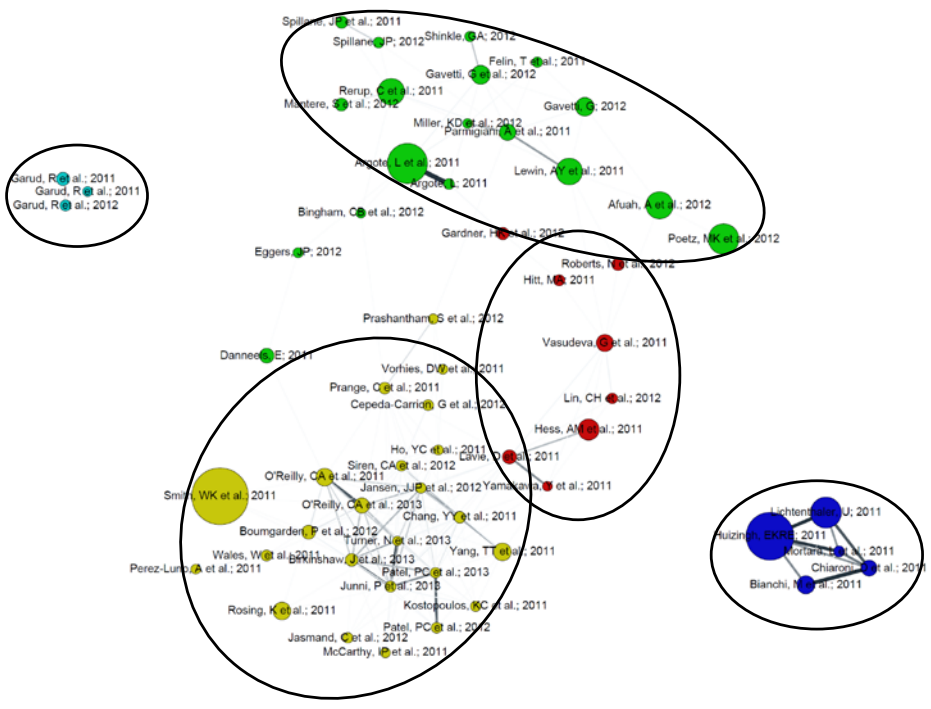 Spillane, JP et al.; 2011
Shinkle, GA; 2012
Spillane, JP; 2012
Felin, T et al.; 2011
Gavetti, G et al.; 2012
Rerup, C et al.; 2011
Mantere, S et al.; 2012
Gavetti, G; 2012
Miller, KD et al.; 2012
Parmigiani, A et al.; 2011
Argote, L et al.; 2011
Lewin, AY et al.; 2011
Argote, L; 2011
Garud, R et al.; 2011
Garud, R et al.; 2011
Garud, R et al.; 2012
Afuah, A et al.; 2012
Bingham, CB et al.; 2012
Gardner, HK et al.; 2012
Poetz, MK et al.; 2012
Eggers, JP; 2012
Roberts, N et al.; 2012
Hitt, MA; 2011
Prashantham, S et al.; 2012
Vasudeva, G et al.; 2011
Danneels, E; 2011
Vorhies, DW et al.; 2011
Prange, C et al.; 2011
Lin, CH et al.; 2012
Cepeda-Carrion, G et al.; 2012
Hess, AM et al.; 2011
Ho, YC et al.; 2011
Lavie, D et al.; 2011
Siren, CA et al.; 2012
O'Reilly, CA et al.; 2011
Jansen, JJP et al.; 2012
Yamakawa, Y et al.; 2011
Smith, WK et al.; 2011
O'Reilly, CA et al.; 2013
Lichtenthaler, U; 2011
Chang, YY et al.; 2011
Boumgarden, P et al.; 2012
Huizingh, EKRE; 2011
Turner, N et al.; 2013
Mortara, L et al.; 2011
Wales, W et al.; 2011
Yang, TT et al.; 2011
Birkinshaw, J et al.; 2013
Perez-Luno, A et al.; 2011
Chiaroni, D et al.; 2011
Patel, PC et al.; 2013
Bianchi, M et al.; 2011
Junni, P et al.; 2013
Rosing, K et al.; 2011
Kostopoulos, KC et al.; 2011
Patel, PC et al.; 2012
Jasmand, C et al.; 2012
McCarthy, IP et al.; 2011